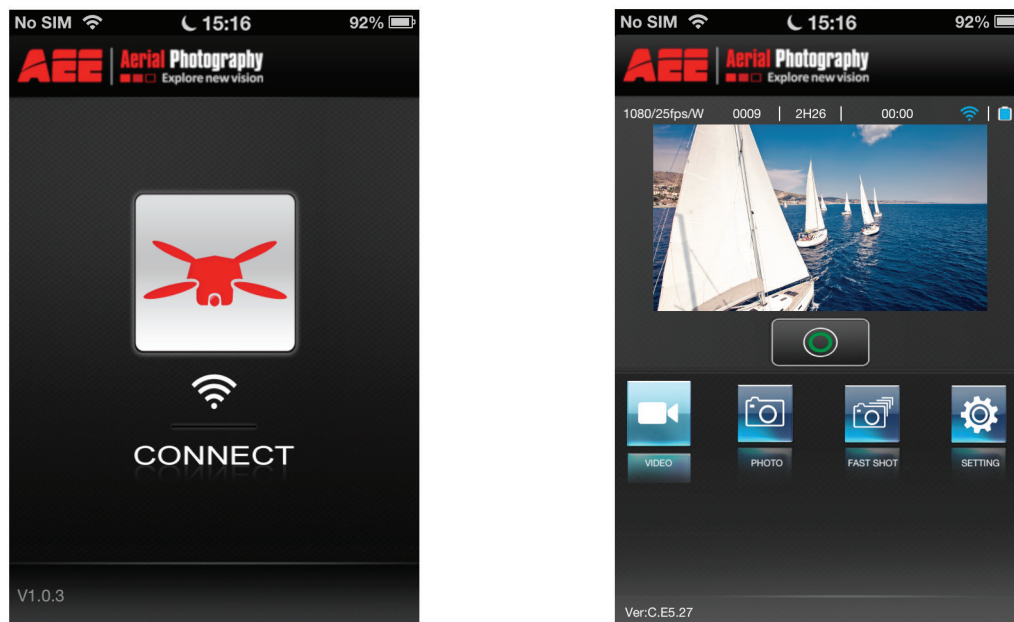 No SIM 15:16 92%
AEE Aerial Photography
Explore new vision
CONNECT
V1.0.3
No SIM 15:16 92%
AEE Aerial Photography
Explore new vision
1080/25fps/W 0009 2H26 00:00
VIDEO PHOTO FAST SHOT SETTING
Ver:C.E5.27